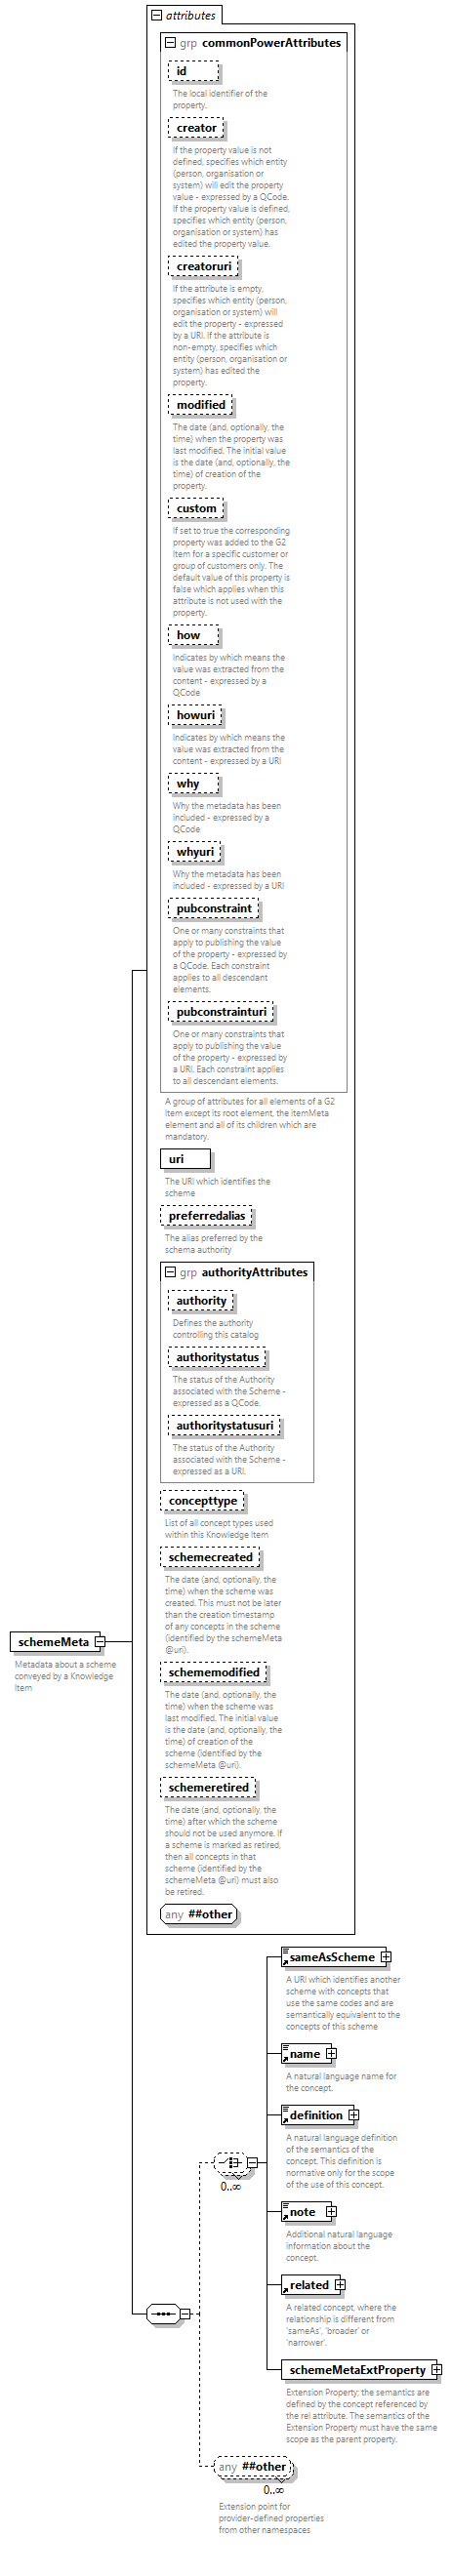 attributes
grp commonPowerAttributes
id
The local identifier of the
property.
creator
If the property value is not
defined, specifies which entity
(person, organisation or
system) will edit the property
value - expressed by a QCode.
If the property value is defined,
specifies which entity (person,
organisation or system) has
edited the property value.
creatoruri
If the attribute is empty,
specifies which entity (person,
organisation or system) will
edit the property - expressed
by a URI. If the attribute is
non-empty, specifies which
entity (person, organisation or
system) has edited the
property.
modified
The date (and, optionally, the
time) when the property was
last modified. The initial value
is the date (and, optionally, the
time) of creation of the
property.
custom
If set to true the corresponding
property was added to the G2
Item for a specific customer or
group of customers only. The
default value of this property is
false which applies when this
attribute is not used with the
property.
how
Indicates by which means the
value was extracted from the
content - expressed by a
QCode
howuri
Indicates by which means the
value was extracted from the
content - expressed by a URI
why
Why the metadata has been
included - expressed by a
QCode
whyuri
Why the metadata has been
included - expressed by a URI
pubconstraint
One or many constraints that
apply to publishing the value
of the property - expressed by
a QCode. Each constraint
applies to all descendant
elements.
pubconstrainturi
One or many constraints that
apply to publishing the value
of the property - expressed by
a URI. Each constraint applies
to all descendant elements.
A group of attributes for all elements of a G2
Item except its root element, the itemMeta
element and all of its children which are
mandatory.
uri
The URI which identifies the
scheme
preferredalias
The alias preferred by the
schema authority
grp authorityAttributes
authority
Defines the authority
controlling this catalog
authoritystatus
The status of the Authority
associated with the Scheme -
expressed as a QCode.
authoritystatusuri
The status of the Authority
associated with the Scheme -
expressed as a URI.
concepttype
List of all concept types used
within this Knowledge Item
schemecreated
The date (and, optionally, the
time) when the scheme was
created. This must not be later
than the creation timestamp
of any concepts in the scheme
(identified by the schemeMeta
@uri).
schememodified
The date (and, optionally, the
time) when the scheme was
last modified. The initial value
is the date (and, optionally, the
time) of creation of the
scheme (identified by the
schemeMeta @uri).
schemeretired
The date (and, optionally, the
time) after which the scheme
should not be used anymore. If
a scheme is marked as retired,
then all concepts in that
scheme (identified by the
schemeMeta @uri) must also
be retired.
any ##other
schemeMeta
Metadata about a scheme
conveyed by a Knowledge
Item
sameAsScheme
A URI which identifies another
scheme with concepts that
use the same codes and are
semantically equivalent to the
concepts of this scheme
name
A natural language name for
the concept.
definition
A natural language definition
of the semantics of the
concept. This definition is
normative only for the scope
of the use of this concept.
0..∞
note
Additional natural language
information about the
concept.
related
A related concept, where the
relationship is different from
'sameAs', 'broader' or
'narrower'.
schemeMetaExtProperty
Extension Property; the semantics are
defined by the concept referenced by
the rel attribute. The semantics of the
Extension Property must have the same
scope as the parent property.
any ##other
0..∞
Extension point for
provider-defined properties
from other namespaces